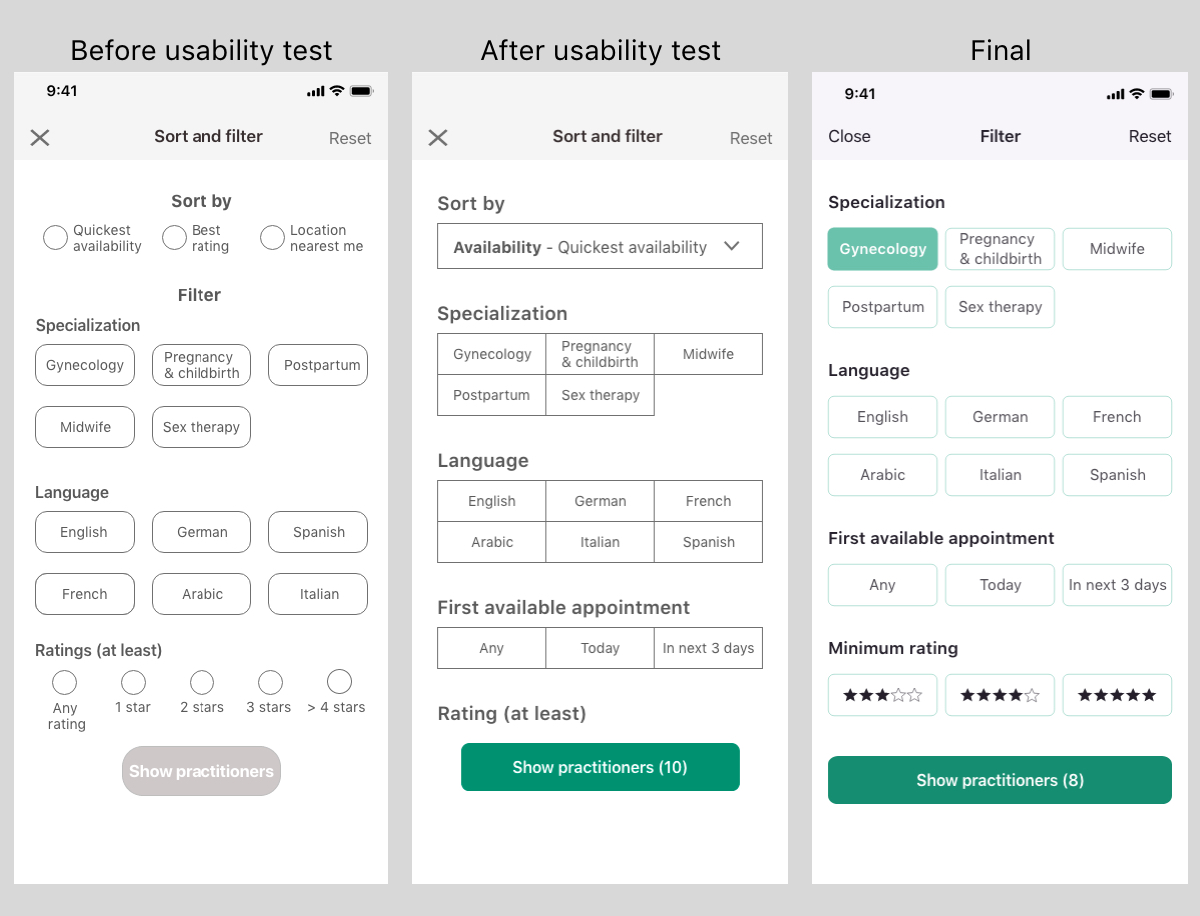 Before usability test
9:41
Sort and filter
Reset
Sort by
Quickest
availability
Best
rating
Location
nearest me
Filter
Specialization
Gynecology
Pregnancy
& childbirth
Postpartum
Midwife
Sex therapy
Language
English
German
Spanish
French
Arabic
Italian
Ratings (at least)
Any
rating
1 star
2 stars
3 stars
> 4 stars
Show practitioners
After usability test
Sort and filter
Reset
Sort by
Availability - Quickest availability
Specialization
Gynecology
Pregnancy
& childbirth
Midwife
Postpartum
Sex therapy
Language
English
German
French
Arabic
Italian
Spanish
First available appointment
Any
Today
In next 3 days
Rating (at least)
Show practitioners (10)
Final
9:41
Close
Filter
Reset
Specialization
Gynecology
Pregnancy
& childbirth
Midwife
Postpartum
Sex therapy
Language
English
German
French
Arabic
Italian
Spanish
First available appointment
Any
Today
In next 3 days
Minimum rating
Show practitioners (8)